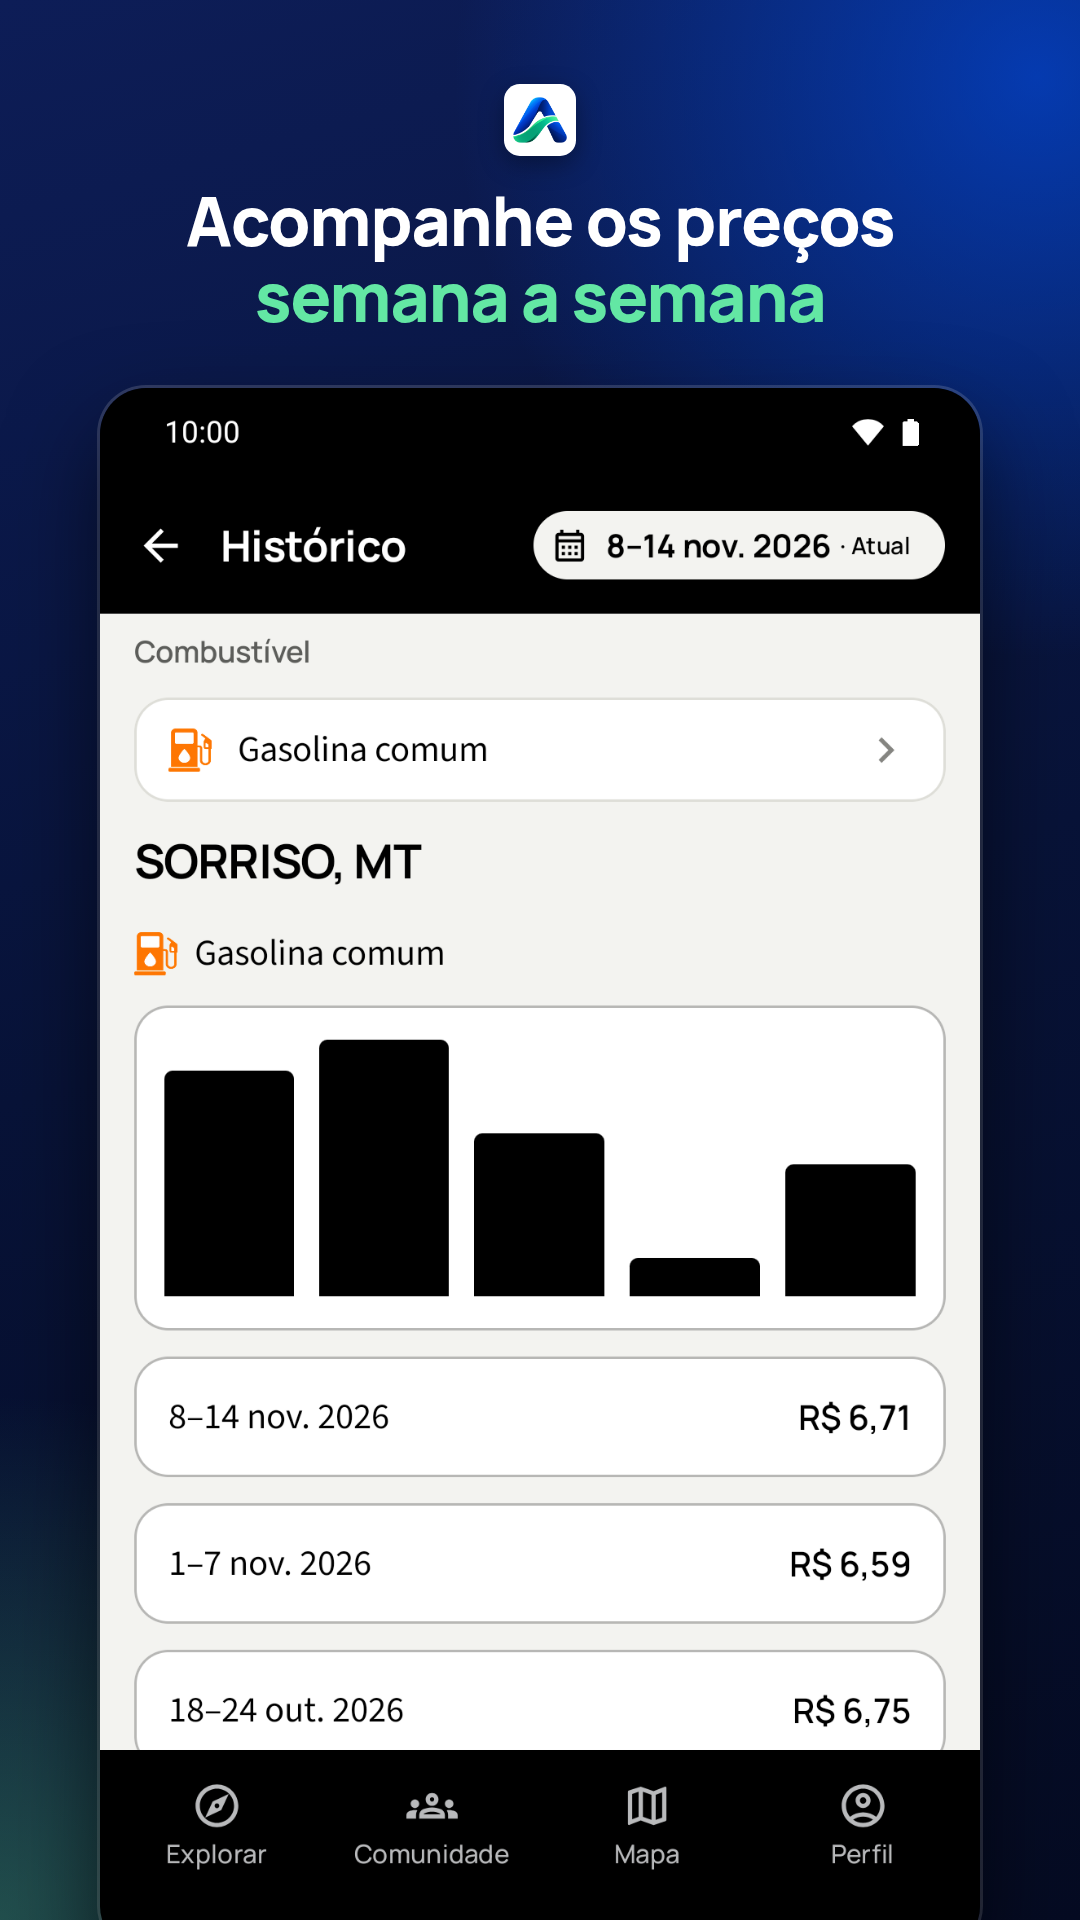 Acompanhe os preços
semana a semana
10:00
Histórico
8–14 nov. 2026 · Atual
Combustível
Gasolina comum
SORRISO, MT
Gasolina comum
8–14 nov. 2026
R$ 6,71
1–7 nov. 2026
R$ 6,59
18–24 out. 2026
R$ 6,75
Explorar
Comunidade
Mapa
Perfil